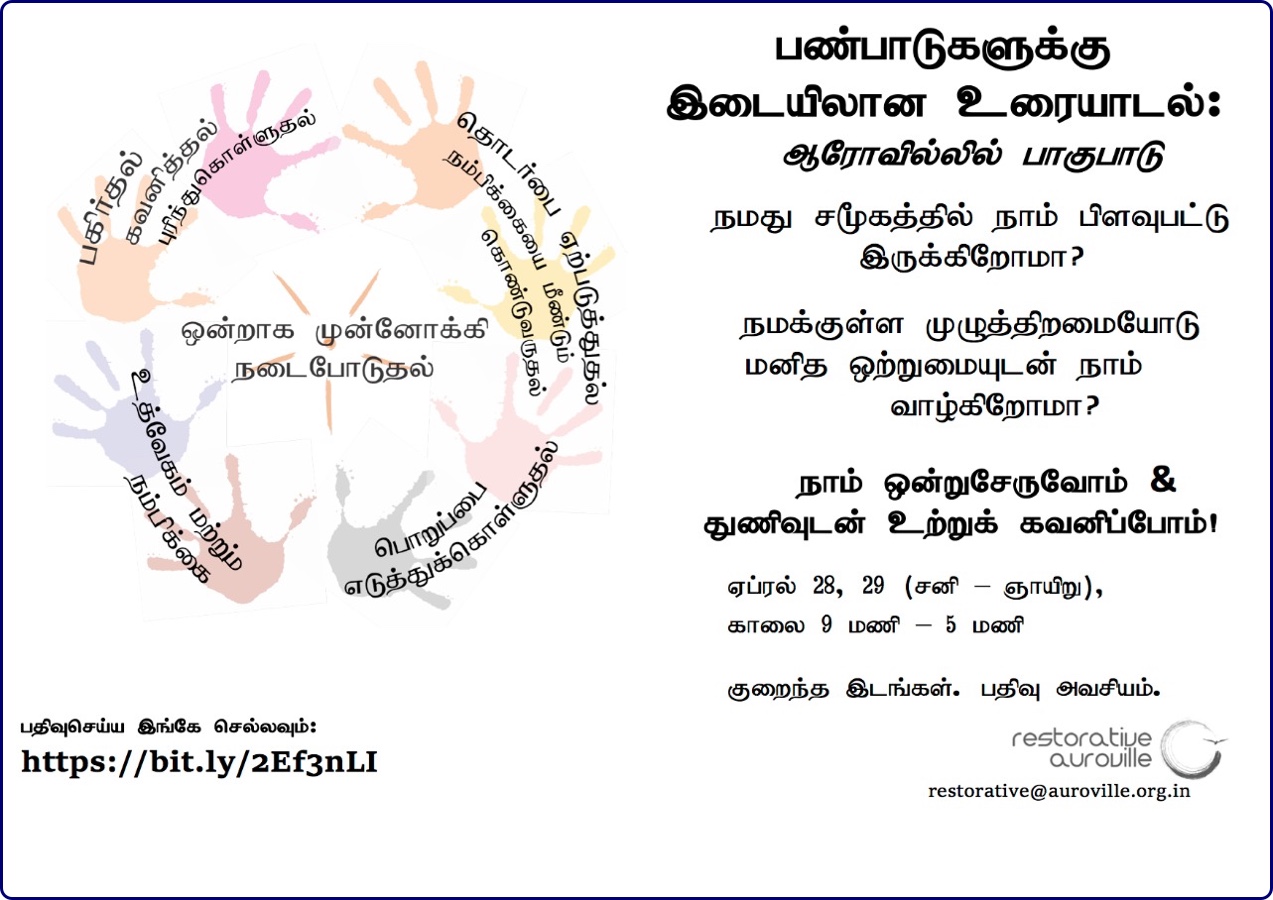 பண்பாடுகளுக்கு
இடையிலான உரையாடல்:
ஆரோவில்லில் பாகுபாடு
நமது சமூகத்தில் நாம் பிளவுபட்டு
இருக்கிறோமா?
நமக்குள்ள முழுத்திறமையோடு
மனித ஒற்றுமையுடன் நாம்
வாழ்கிறோமா?
நாம் ஒன்றுசேருவோம் &
துணிவுடன் உற்றுக் கவனிப்போம்!
ஏப்ரல் 28, 29 (சனி – ஞாயிறு),
காலை 9 மணி – 5 மணி
குறைந்த இடங்கள். பதிவு அவசியம்.
restorative
auroville
restorative@auroville.org.in
பகிர்தல்
கவனித்தல்
புரிந்துகொள்ளுதல்
தொடர்பை ஏற்படுத்துதல்
நம்பிக்கையை மீண்டும்
கொண்டுவருதல்
ஒன்றாக முன்னோக்கி
நடைபோடுதல்
உத்வேகம் மற்றும்
நம்பிக்கை
பொறுப்பை
எடுத்துக்கொள்ளுதல்
பதிவுசெய்ய இங்கே செல்லவும்:
https://bit.ly/2Ef3nLI